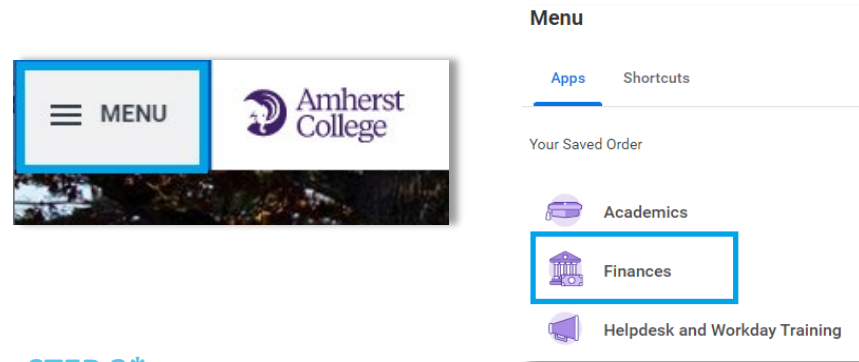 MENU
Amherst
College
Menu
Apps Shortcuts
Your Saved Order
Academics
Finances
Helpdesk and Workday Training